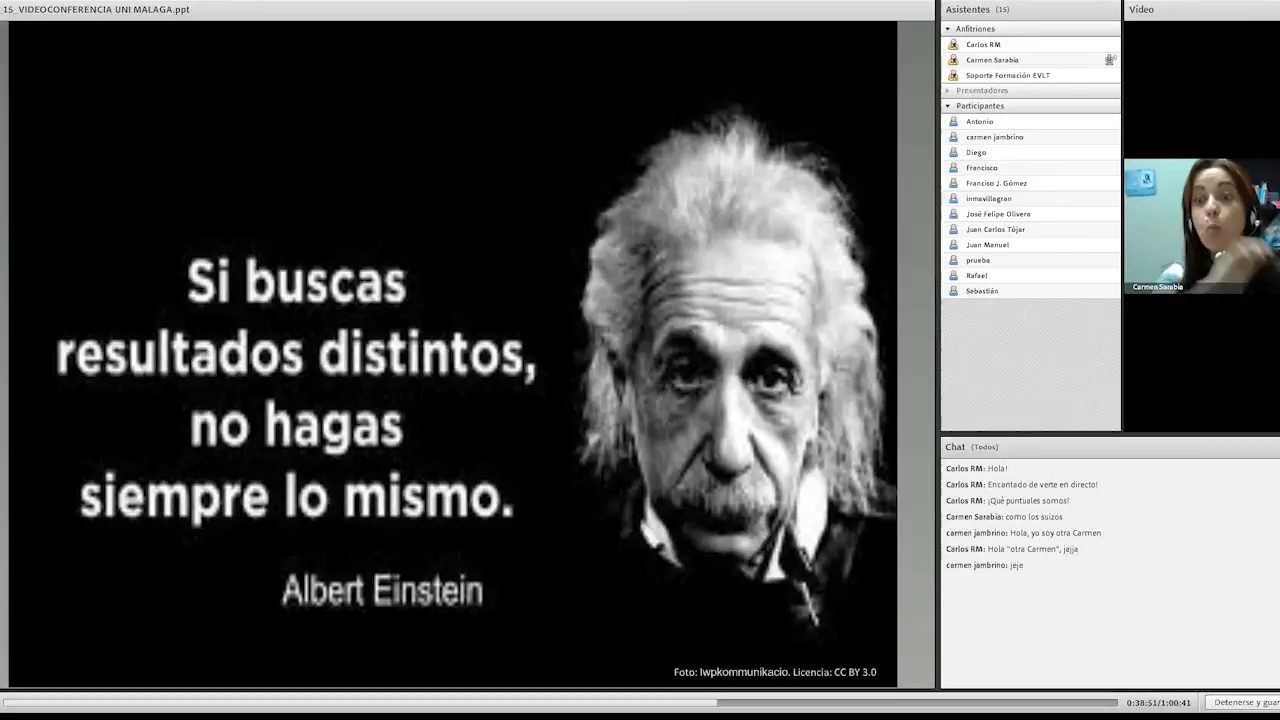 15_VIDEOCONFERENCIA UNI MALAGA.ppt
Si buscas
resultados distintos,
no hagas
siempre lo mismo.
Albert Einstein
Foto: lwpkommunikacio. Licencia: CC BY 3.0
Asistentes (15)
Anfitriones
Carlos RM
Carmen Sarabia
Soporte Formación EVLT
Presentadores
Participantes
Antonio
carmen jambrino
Diego
Francisco
Franciso J. Gómez
inmavillagran
José Felipe Olivera
Juan Carlos Tójar
Juan Manuel
prueba
Rafael
Sebastián
Vídeo
Carmen Sarabia
Chat (Todos)
Carlos RM: Hola!
Carlos RM: Encantado de verte en directo!
Carlos RM: ¡Qué puntuales somos!
Carmen Sarabia: como los suizos
carmen jambrino: Hola, yo soy otra Carmen
Carlos RM: Hola "otra Carmen", jajja
carmen jambrino: jeje
0:38:51/1:00:41
Detenerse y guar